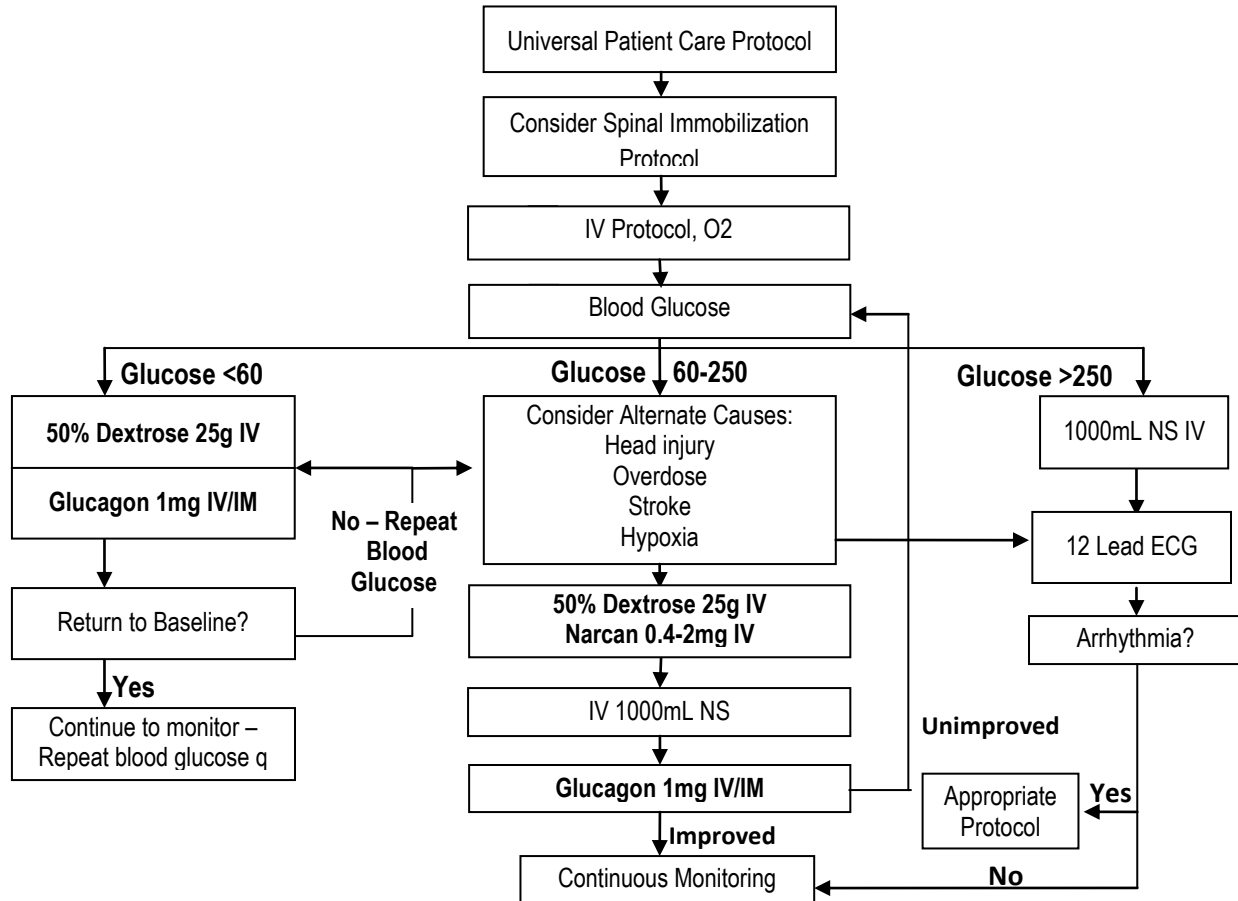 Universal Patient Care Protocol
Consider Spinal Immobilization
Protocol
IV Protocol, O2
Blood Glucose
Glucose <60
Glucose 60-250
Glucose >250
50% Dextrose 25g IV
Glucagon 1mg IV/IM
No – Repeat
Blood
Glucose
Return to Baseline?
Yes
Continue to monitor –
Repeat blood glucose q
Consider Alternate Causes:
Head injury
Overdose
Stroke
Hypoxia
50% Dextrose 25g IV
Narcan 0.4-2mg IV
IV 1000mL NS
Glucagon 1mg IV/IM
Improved
Continuous Monitoring
Unimproved
1000mL NS IV
12 Lead ECG
Arrhythmia?
Yes
Appropriate
Protocol
No